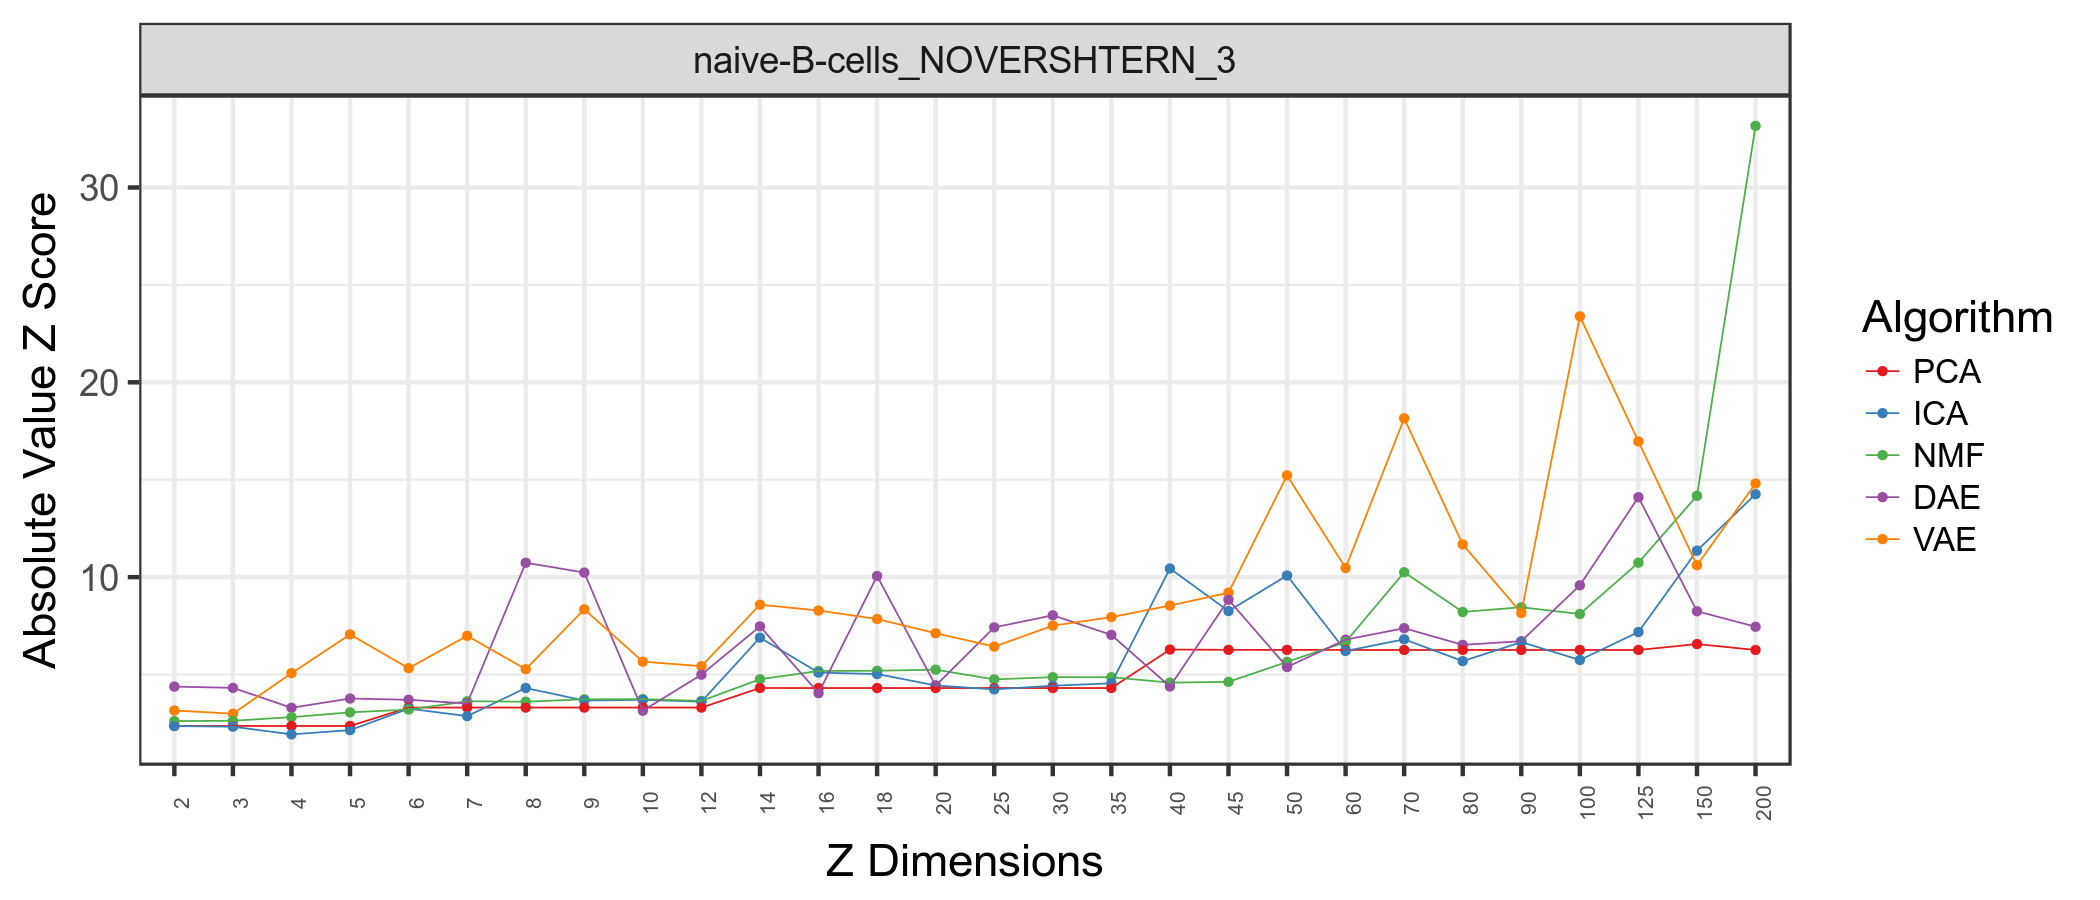 naive-B-cells_NOVERSHTERN_3
Absolute Value Z Score
30
20
10
2 3 4 5 6 7 8 9 10 12 14 16 18 20 25 30 35 40 45 50 60 70 80 90 100 125 150 200
Z Dimensions
Algorithm
PCA
ICA
NMF
DAE
VAE